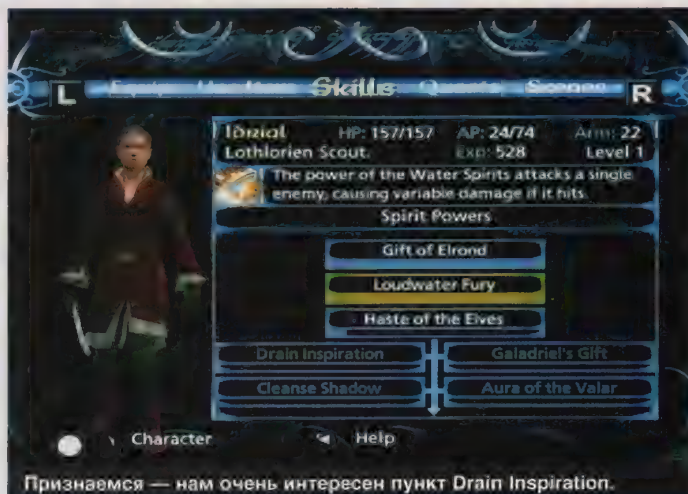 L Skills Quests Scenes R
Idrial HP: 157/157 AP: 24/74 Arm: 22
Lothlorien Scout. Exp: 528 Level 1
The power of the Water Spirits attacks a single
enemy, causing variable damage if it hits.
Spirit Powers
Gift of Elrond
Loudwater Fury
Haste of the Elves
Drain Inspiration Galadriel's Gift
Cleanse Shadow Aura of the Valar
Character Help
Признаемся — нам очень интересен пункт Drain Inspiration.